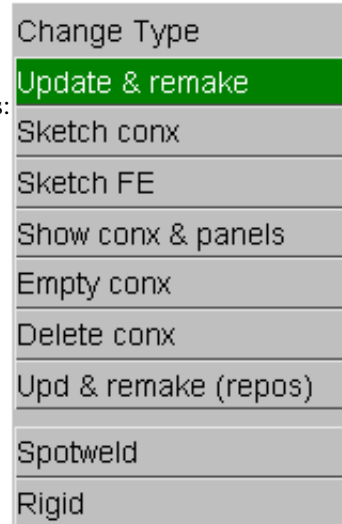 Change Type
Update & remake
s:
Sketch conx
Sketch FE
Show conx & panels
Empty conx
Delete conx
Upd & remake (repos)
Spotweld
Rigid